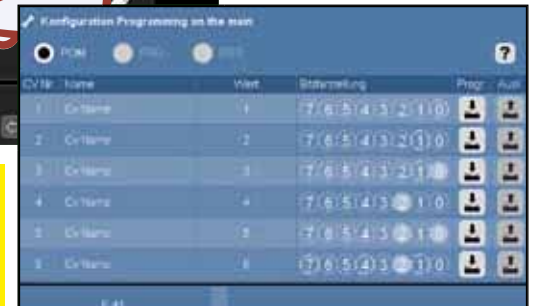 Konfiguration Programming on the main
POM
?
CV Nr. Name Wert Bitdarstellung Progr. Ausl.
1 CV-Name 1 7 6 5 4 3 2 1 0
2 CV-Name 2 7 6 5 4 3 2 1 0
3 CV-Name 3 7 6 5 4 3 2 1 0
4 CV-Name 4 7 6 5 4 3 2 1 0
5 CV-Name 5 7 6 5 4 3 2 1 0
6 CV-Name 6 7 6 5 4 3 2 1 0